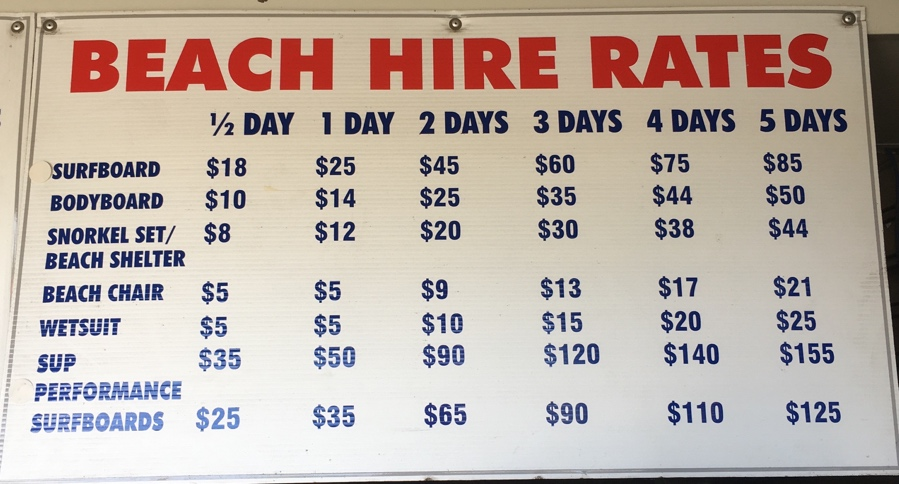 BEACH HIRE RATES
½ DAY 1 DAY 2 DAYS 3 DAYS 4 DAYS 5 DAYS
SURFBOARD $18 $25 $45 $60 $75 $85
BODYBOARD $10 $14 $25 $35 $44 $50
SNORKEL SET/ $8 $12 $20 $30 $38 $44
BEACH SHELTER
BEACH CHAIR $5 $5 $9 $13 $17 $21
WETSUIT $5 $5 $10 $15 $20 $25
SUP $35 $50 $90 $120 $140 $155
PERFORMANCE
SURFBOARDS $25 $35 $65 $90 $110 $125